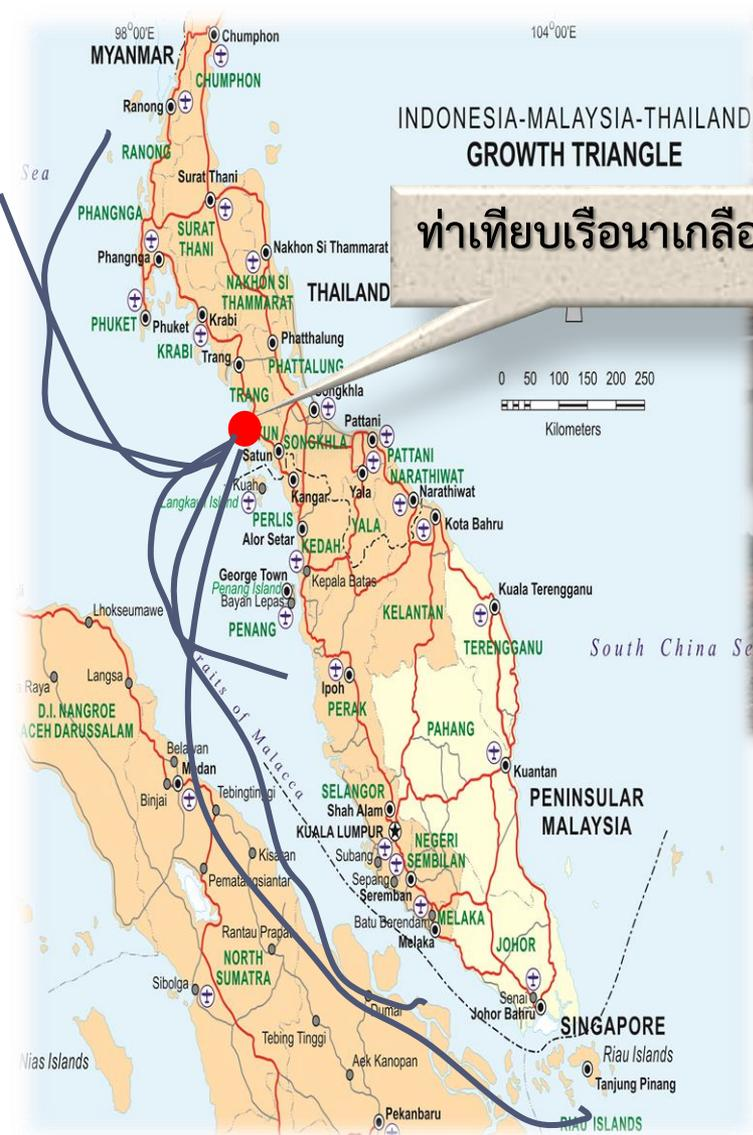 98°00'E
104°00'E
Chumphon
MYANMAR
CHUMPHON
Ranong
INDONESIA-MALAYSIA-THAILAND
GROWTH TRIANGLE
RANONG
Sea
Surat Thani
PHANGNGA
SURAT
THANI
ท่าเทียบเรือนาเกลือ
Phangnga
Nakhon Si Thammarat
NAKHON SI
THAMMARAT
THAILAND
PHUKET
Phuket
Krabi
KRABI
Phatthalung
Trang
PHATTALUNG
0 50 100 150 200 250
Kilometers
TRANG
Songkhla
Pattani
SONGKHLA
Satun
PATTANI
NARATHIWAT
Kuah
Langkawi Island
Kangar
Yala
Narathiwat
PERLIS
YALA
Kota Bahru
Alor Setar
KEDAH
George Town
Kepala Batas
Penang Island
Bayan Lepas
Kuala Terengganu
PENANG
KELANTAN
Lhokseumawe
TERENGGANU
South China Se
Straits of Malacca
Raya
Langsa
Ipoh
PERAK
D.I. NANGROE
ACEH DARUSSALAM
PAHANG
Belawan
Medan
Kuantan
Binjai
Tebingtinggi
SELANGOR
PENINSULAR
MALAYSIA
Shah Alam
KUALA LUMPUR
NEGERI
SEMBILAN
Subang
Kisaran
Sepang
Pematangsiantar
Seremban
Batu Berendam
MELAKA
Melaka
Rantau Prapat
JOHOR
NORTH
SUMATRA
Sibolga
Senai
Dumai
Johor Bahru
SINGAPORE
Tebing Tinggi
Riau Islands
Nias Islands
Aek Kanopan
Tanjung Pinang
Pekanbaru
RIAU ISLANDS